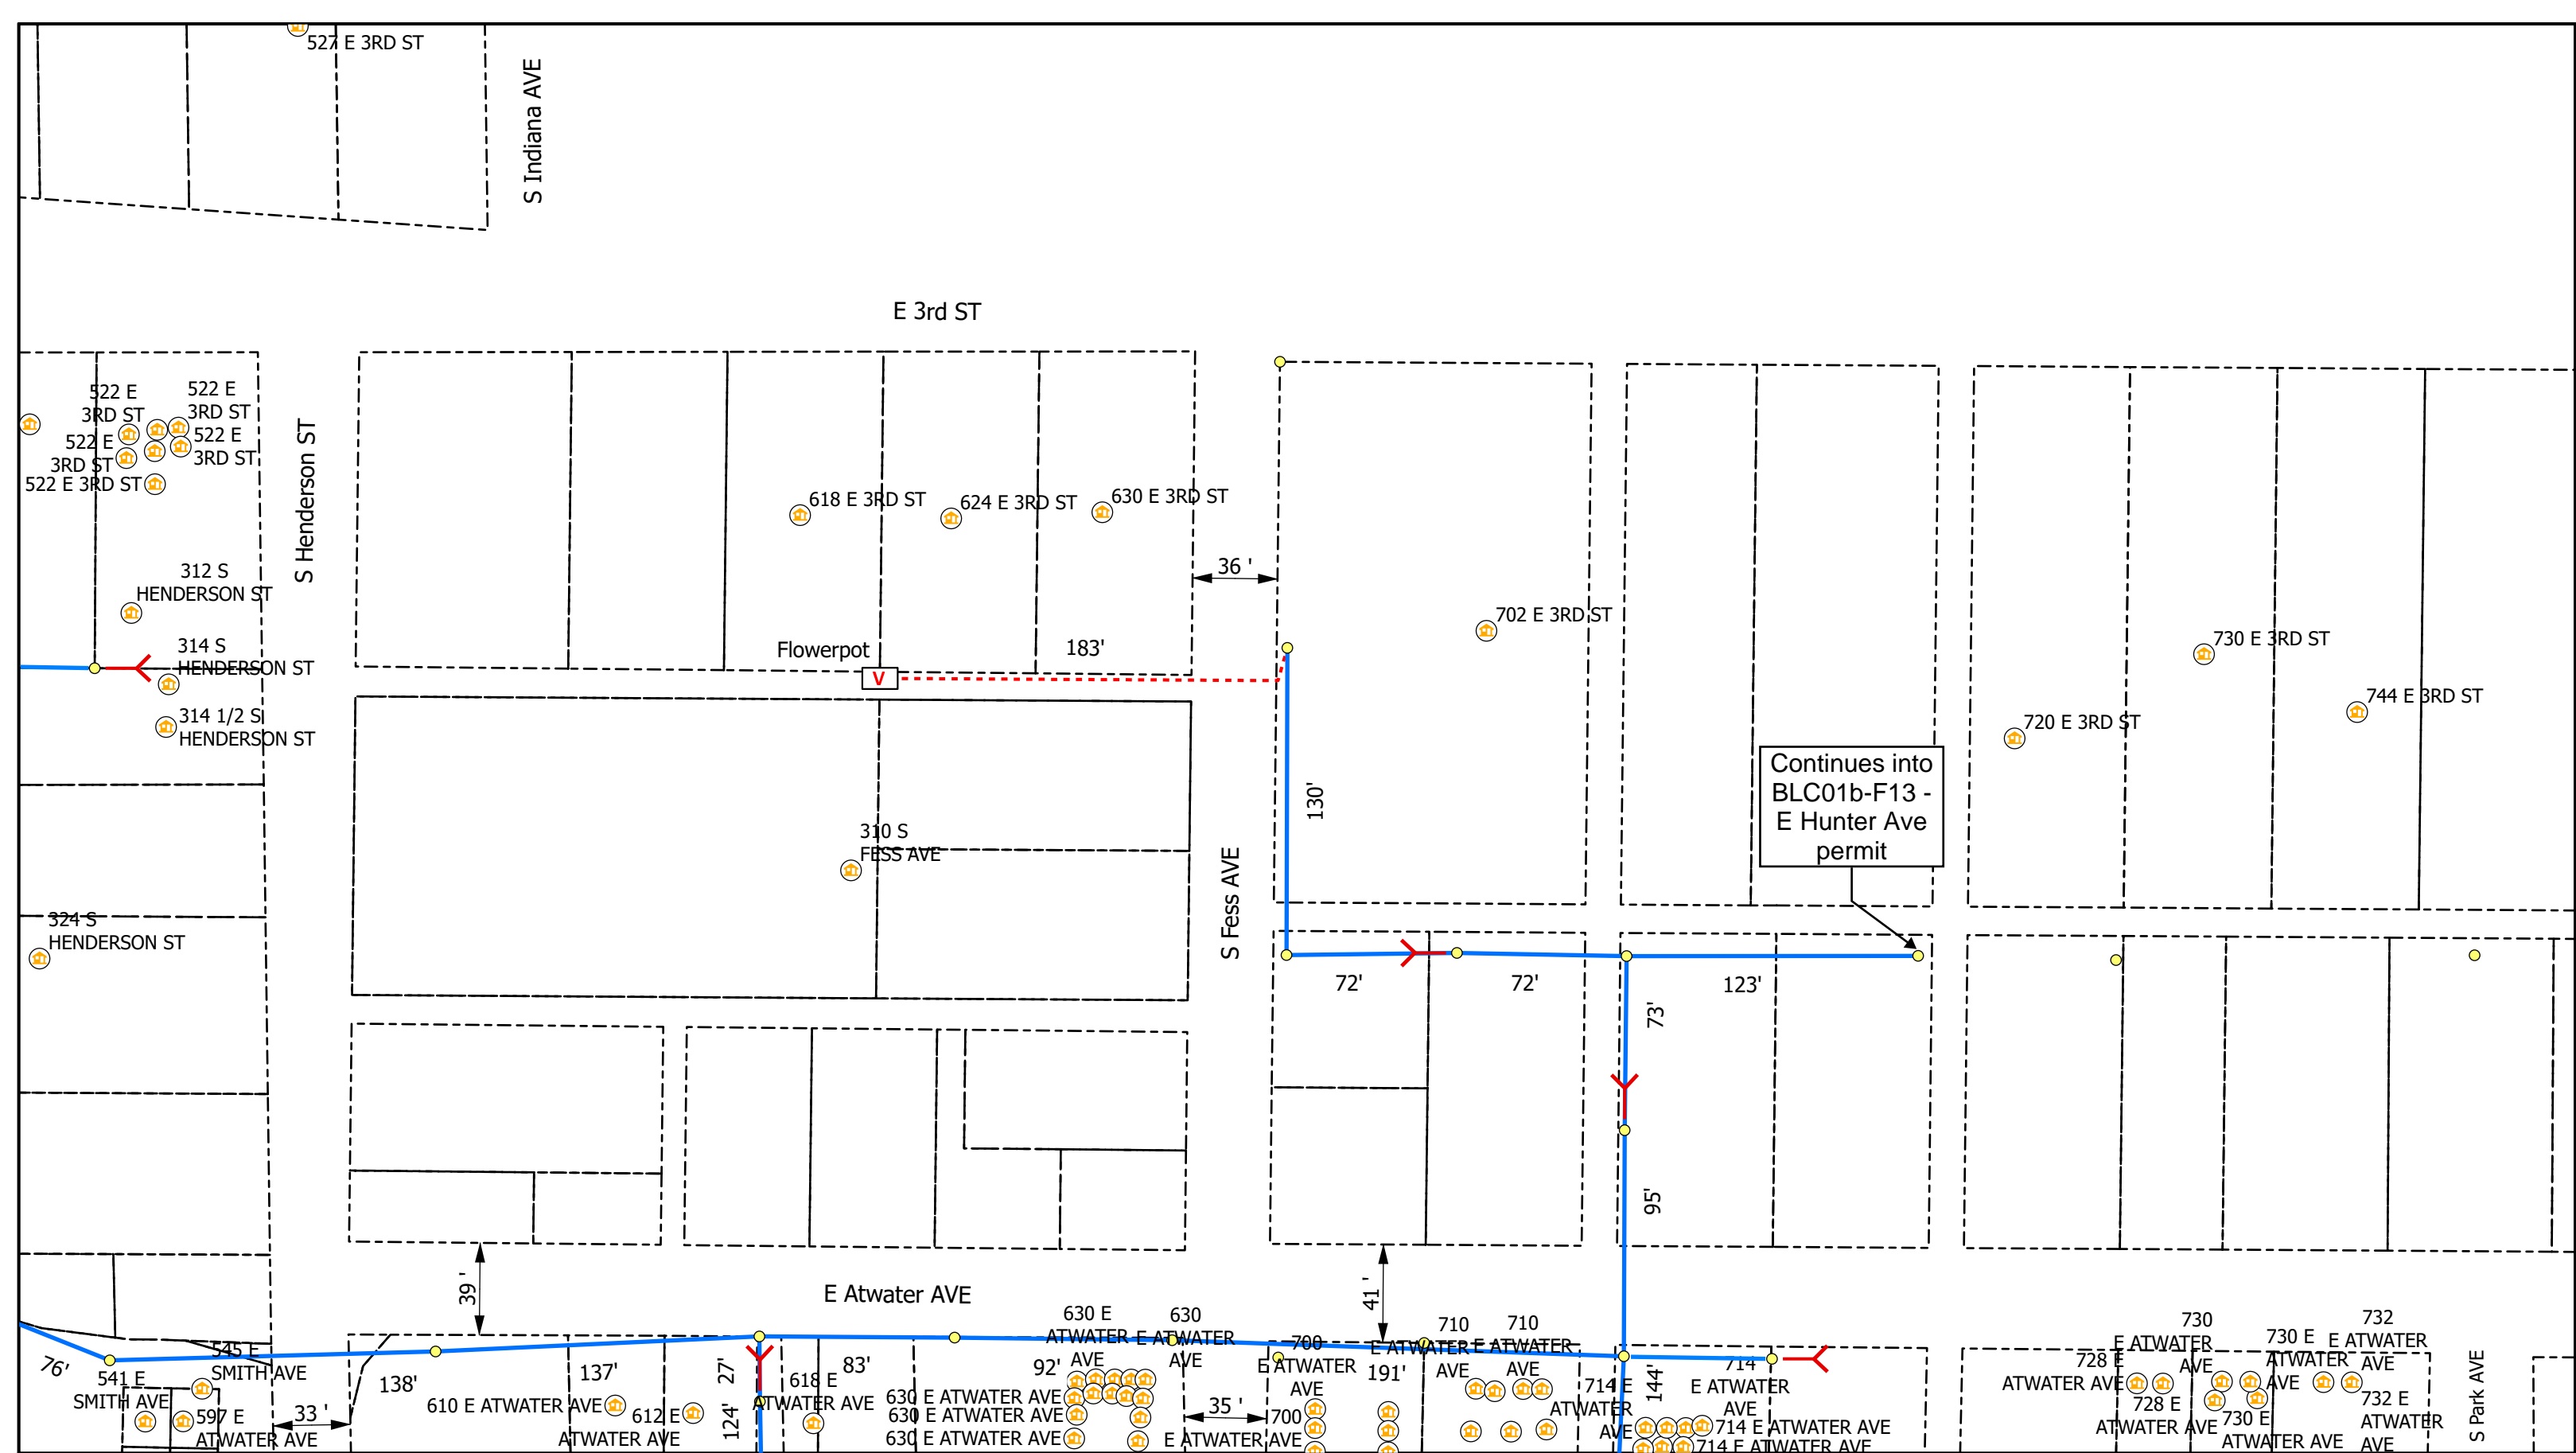 527 E 3RD ST
S Indiana AVE
E 3rd ST
522 E
3RD ST
522 E
3RD ST
522 E
3RD ST
522 E
3RD ST
522 E 3RD ST
S Henderson ST
618 E 3RD ST
624 E 3RD ST
630 E 3RD ST
36 '
312 S
HENDERSON ST
314 S
HENDERSON ST
314 1/2 S
HENDERSON ST
Flowerpot
183'
V
702 E 3RD ST
730 E 3RD ST
744 E 3RD ST
720 E 3RD ST
Continues into
BLC01b-F13 -
E Hunter Ave
permit
130'
310 S
FESS AVE
S Fess AVE
324 S
HENDERSON ST
72'
72'
123'
73'
95'
39 '
E Atwater AVE
41 '
76'
545 E
SMITH AVE
541 E
SMITH AVE
597 E
ATWATER AVE
33 '
138'
137'
610 E ATWATER AVE
612 E
ATWATER AVE
27'
124'
618 E
ATWATER AVE
83'
92'
630 E
ATWATER
AVE
630
E ATWATER
AVE
630 E ATWATER AVE
630 E ATWATER AVE
630 E ATWATER AVE
35 '
700
E ATWATER
AVE
700
E ATWATER AVE
191'
710
E ATWATER
AVE
710
E ATWATER
AVE
714 E
ATWATER
AVE
144'
714
E ATWATER
AVE
714 E ATWATER AVE
714 E ATWATER AVE
728 E
ATWATER AVE
728 E
ATWATER AVE
730
E ATWATER
AVE
730 E
ATWATER
AVE
730 E
ATWATER AVE
732
E ATWATER
AVE
732 E
ATWATER
AVE
S Park AVE